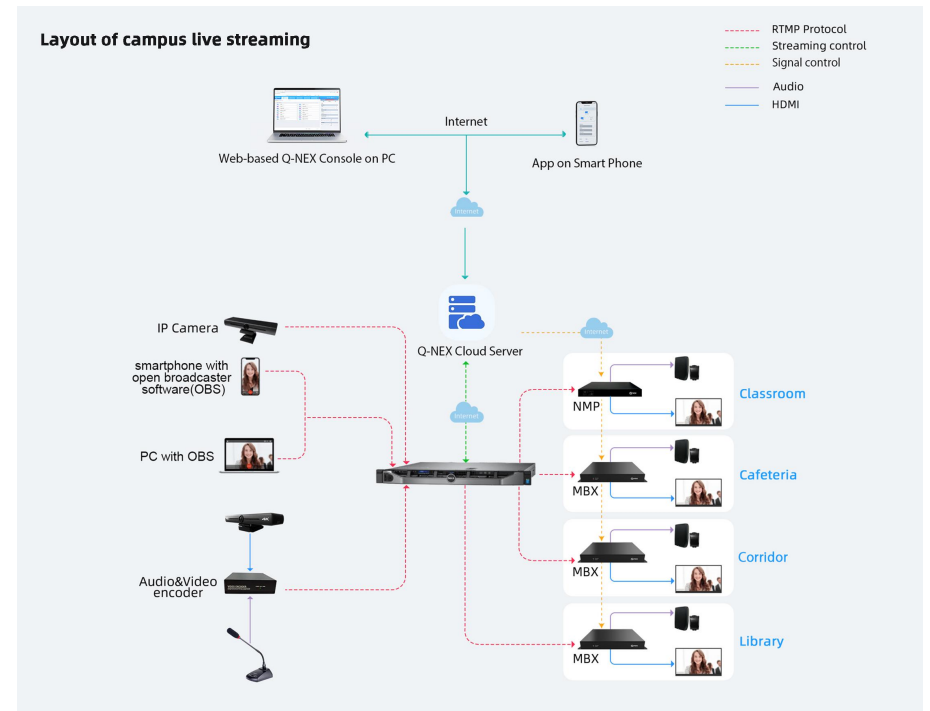 Layout of campus live streaming
RTMP Protocol
Streaming control
Signal control
Audio
HDMI
Internet
Web-based Q-NEX Console on PC
App on Smart Phone
Internet
Q-NEX Cloud Server
Internet
IP Camera
smartphone with
open broadcaster
software(OBS)
PC with OBS
Internet
Audio&Video
encoder
NMP
Classroom
MBX
Cafeteria
MBX
Corridor
MBX
Library